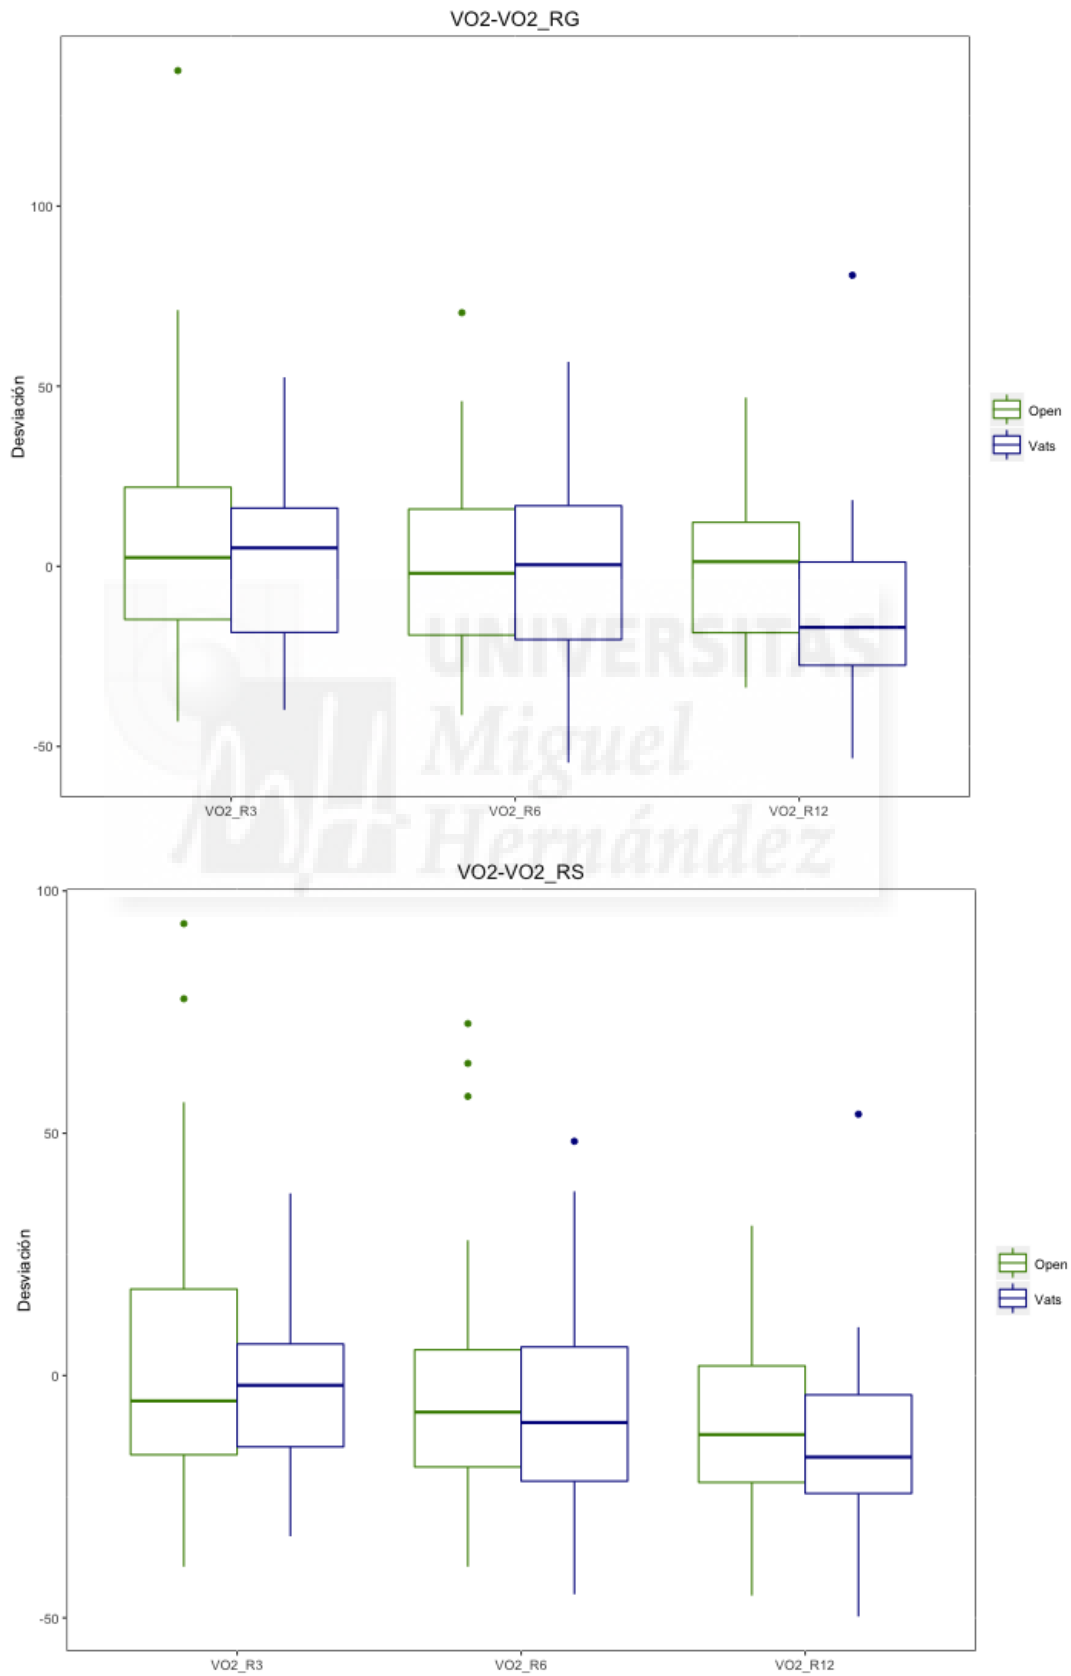 VO2-VO2_RG
100
50
0
-50
Desviación
VO2_R3
VO2_R6
VO2_R12
Open
Vats
UNIVERSITAS
Miguel
Hernández
VO2-VO2_RS
100
50
0
-50
Desviación
VO2_R3
VO2_R6
VO2_R12
Open
Vats